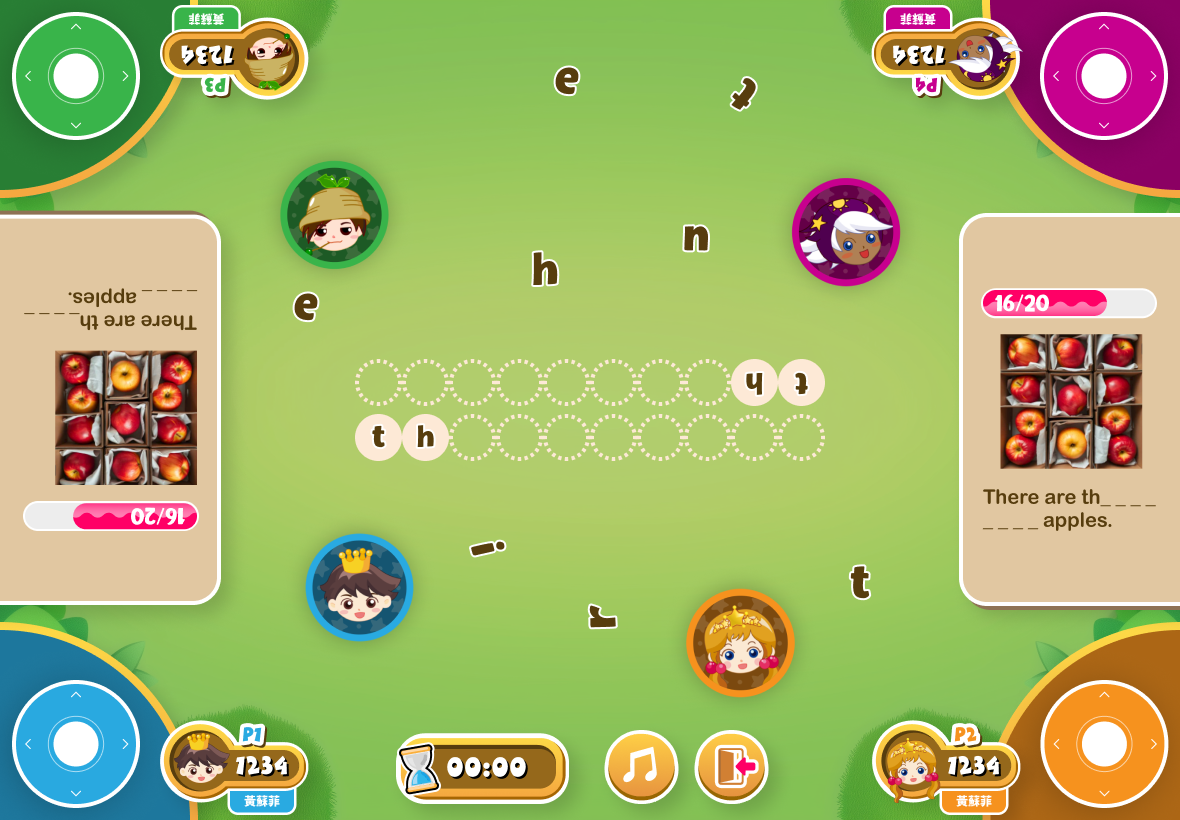 黃蘇菲
1234
P3
黃蘇菲
1234
P4
e
t
n
h
e
t h
t h
There are th_ _ _ _
_ _ _ _ apples.
16/20
16/20
There are th_ _ _ _
_ _ _ _ apples.
i
r
t
P1
1234
黃蘇菲
00:00
P2
1234
黃蘇菲